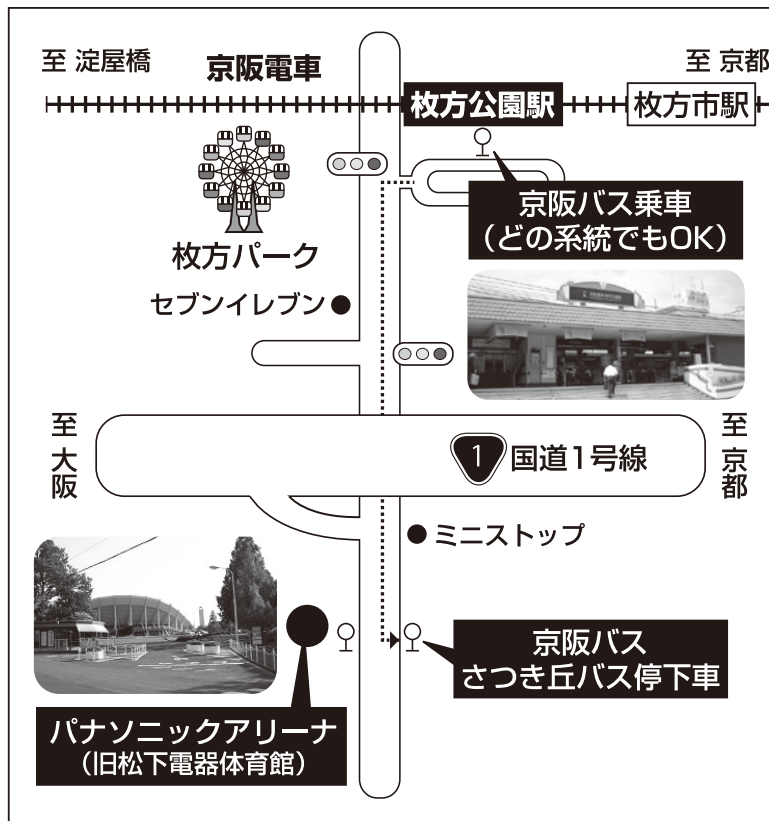 至 淀屋橋
京阪電車
至 京都
枚方公園駅
枚方市駅
京阪バス乗車
(どの系統でもOK)
枚方パーク
セブンイレブン
至大阪
1
国道1号線
至京都
ミニストップ
京阪バス
さつき丘バス停下車
パナソニックアリーナ
(旧松下電器体育館)